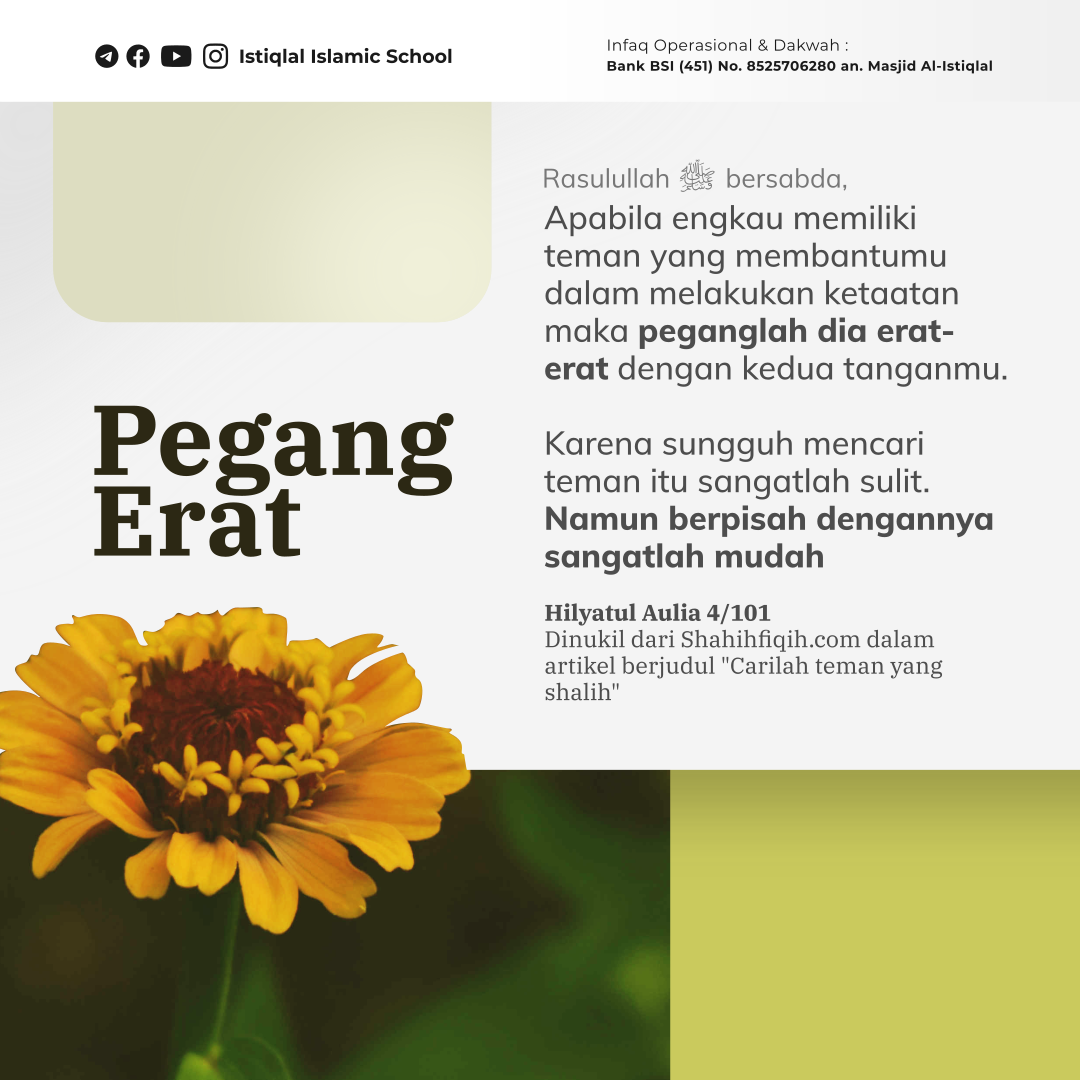 Istiqlal Islamic School
Infaq Operasional & Dakwah :
Bank BSI (451) No. 8525706280 an. Masjid Al-Istiqlal
Pegang
Erat
Rasulullah ﷺ bersabda,
Apabila engkau memiliki
teman yang membantumu
dalam melakukan ketaatan
maka peganglah dia erat-
erat dengan kedua tanganmu.
Karena sungguh mencari
teman itu sangatlah sulit.
Namun berpisah dengannya
sangatlah mudah
Hilyatul Aulia 4/101
Dinukil dari Shahihfiqih.com dalam
artikel berjudul "Carilah teman yang
shalih"